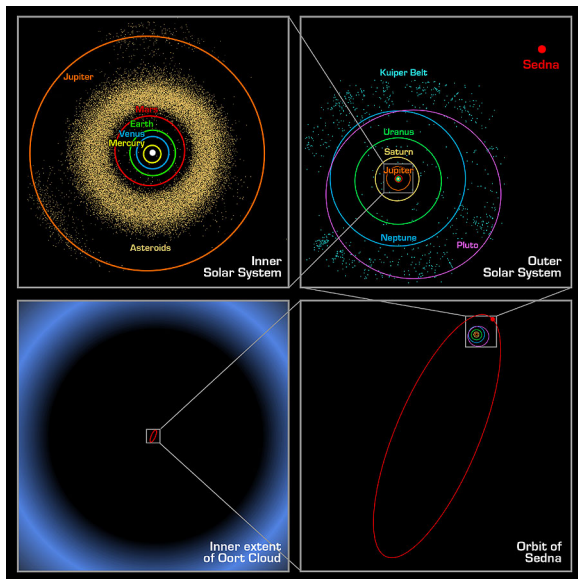 Jupiter
Mars
Earth
Venus
Mercury
Asteroids
Inner
Solar System
Sedna
Kuiper Belt
Uranus
Saturn
Jupiter
Neptune
Pluto
Outer
Solar System
Inner extent
of Oort Cloud
Orbit of
Sedna